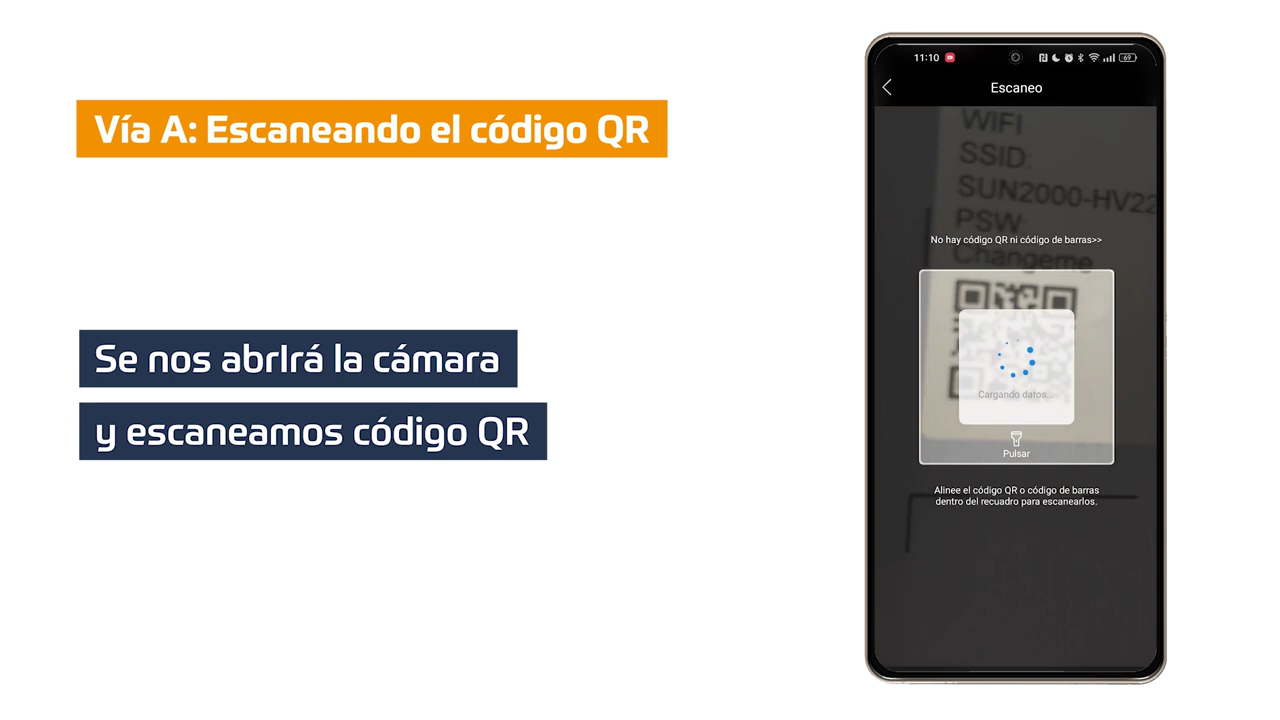 Vía A: Escaneando el código QR
Se nos abrIrá la cámara
y escaneamos código QR
11:10
69
Escaneo
WIFI
SSID:
SUN2000-HV22
PSW:
No hay código QR ni código de barras>>
Changeme
Cargando datos...
Pulsar
Alinee el código QR o código de barras
dentro del recuadro para escanearlos.